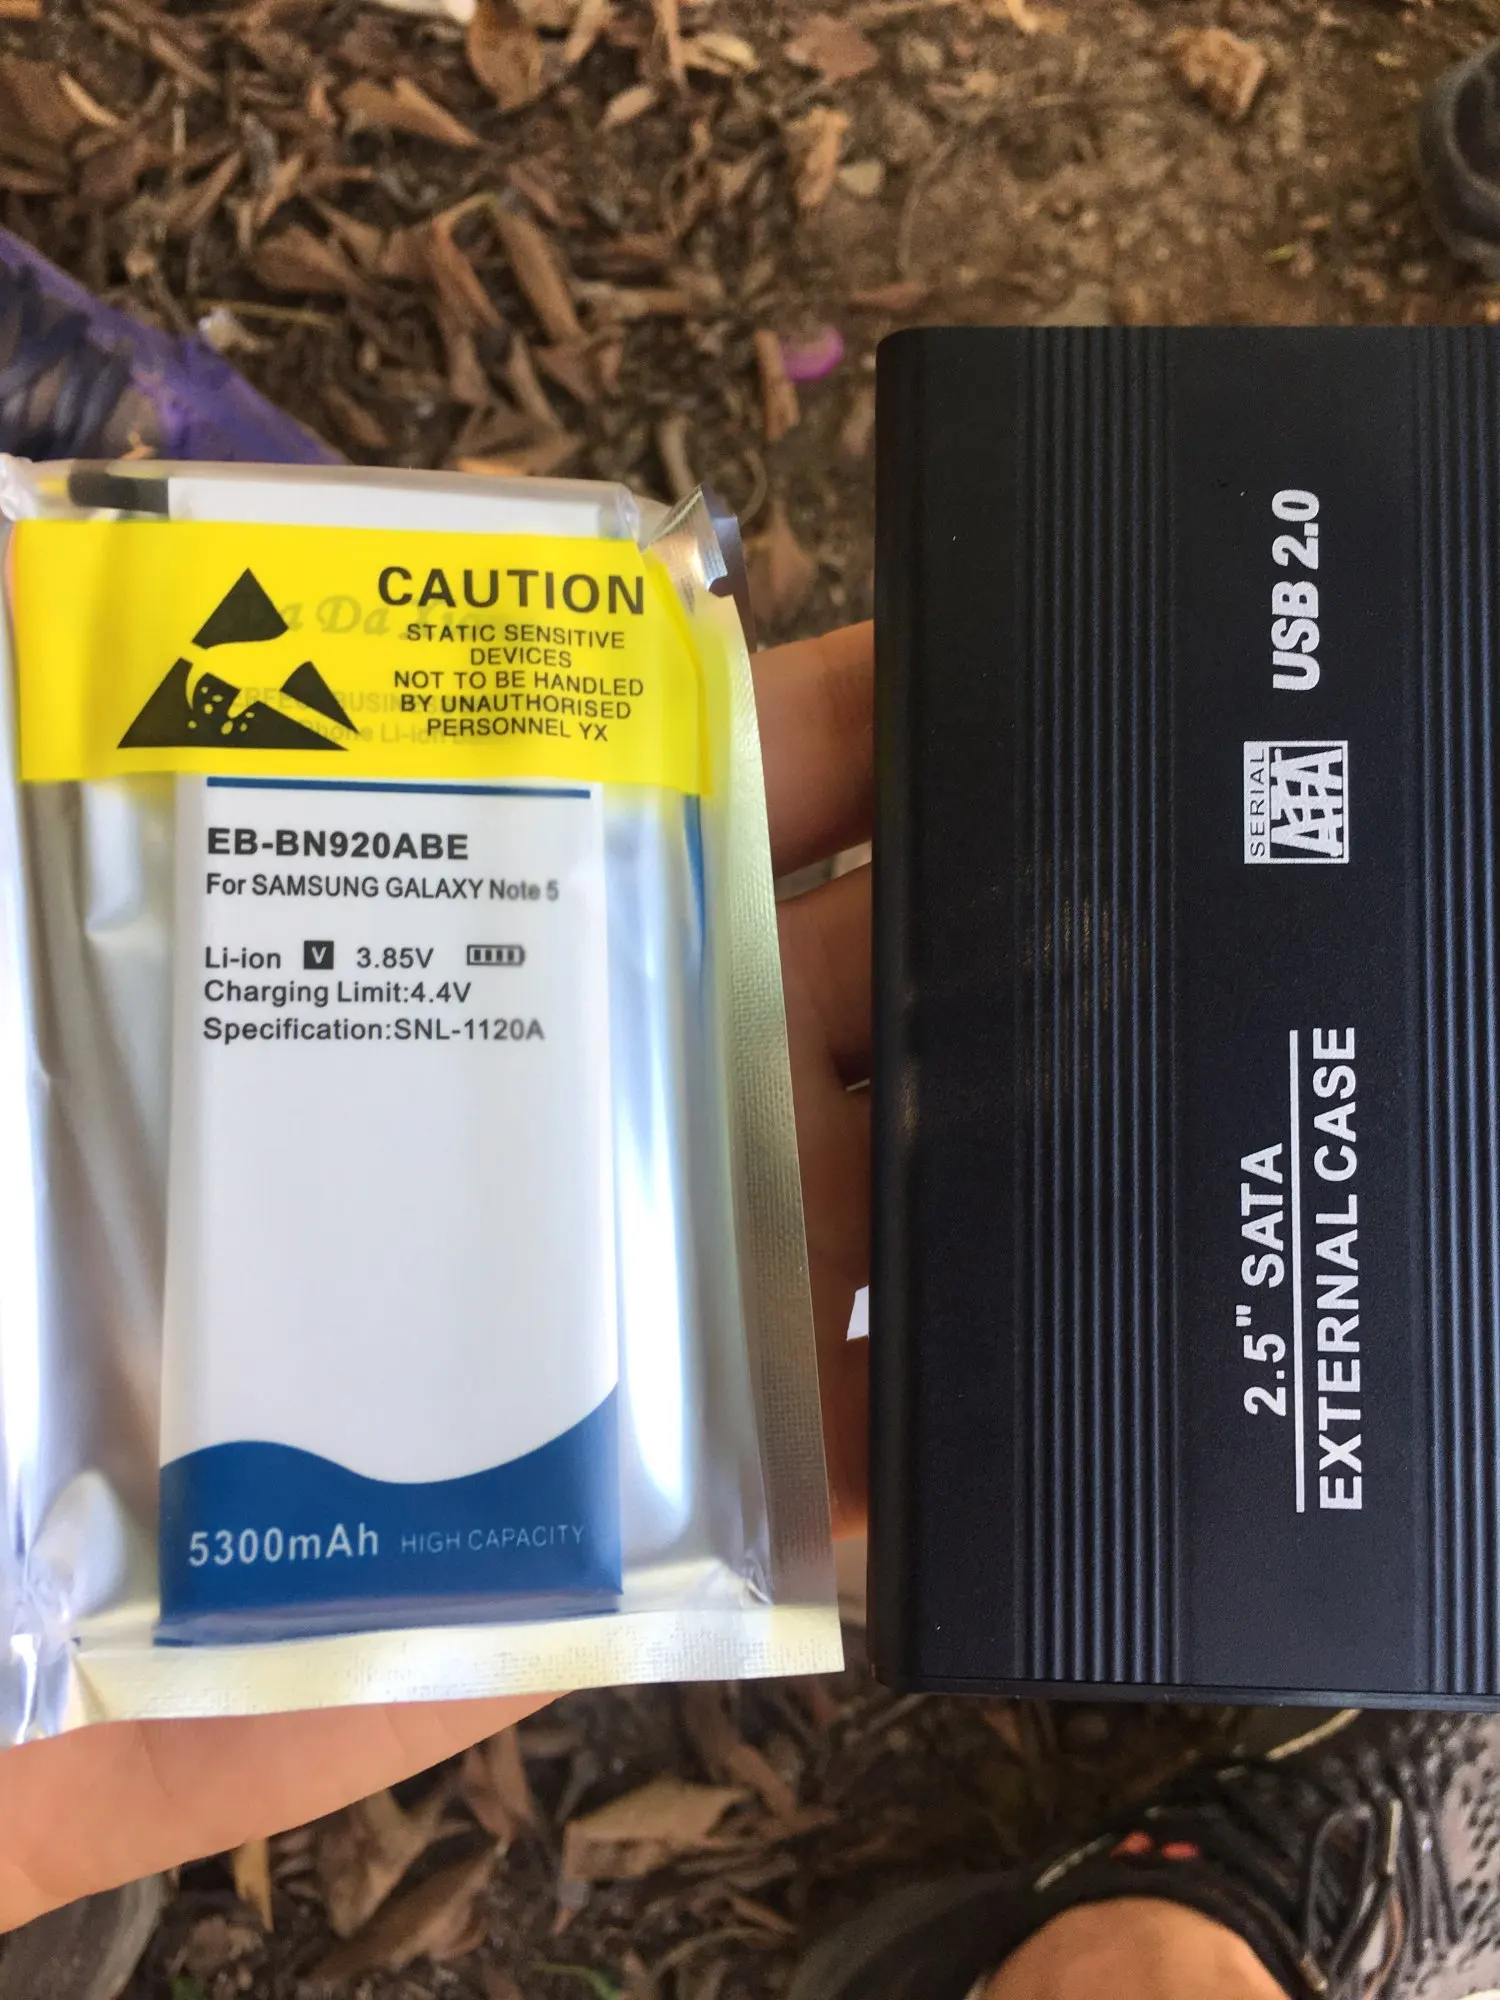 CAUTION
STATIC SENSITIVE
DEVICES
NOT TO BE HANDLED
BY UNAUTHORISED
PERSONNEL YX
Da Da
EB-BN920ABE
For SAMSUNG GALAXY Note 5
Li-ion V 3.85V
Charging Limit:4.4V
Specification:SNL-1120A
5300mAh HIGH CAPACITY
USB 2.0
SERIAL
ATA
2.5" SATA
EXTERNAL CASE